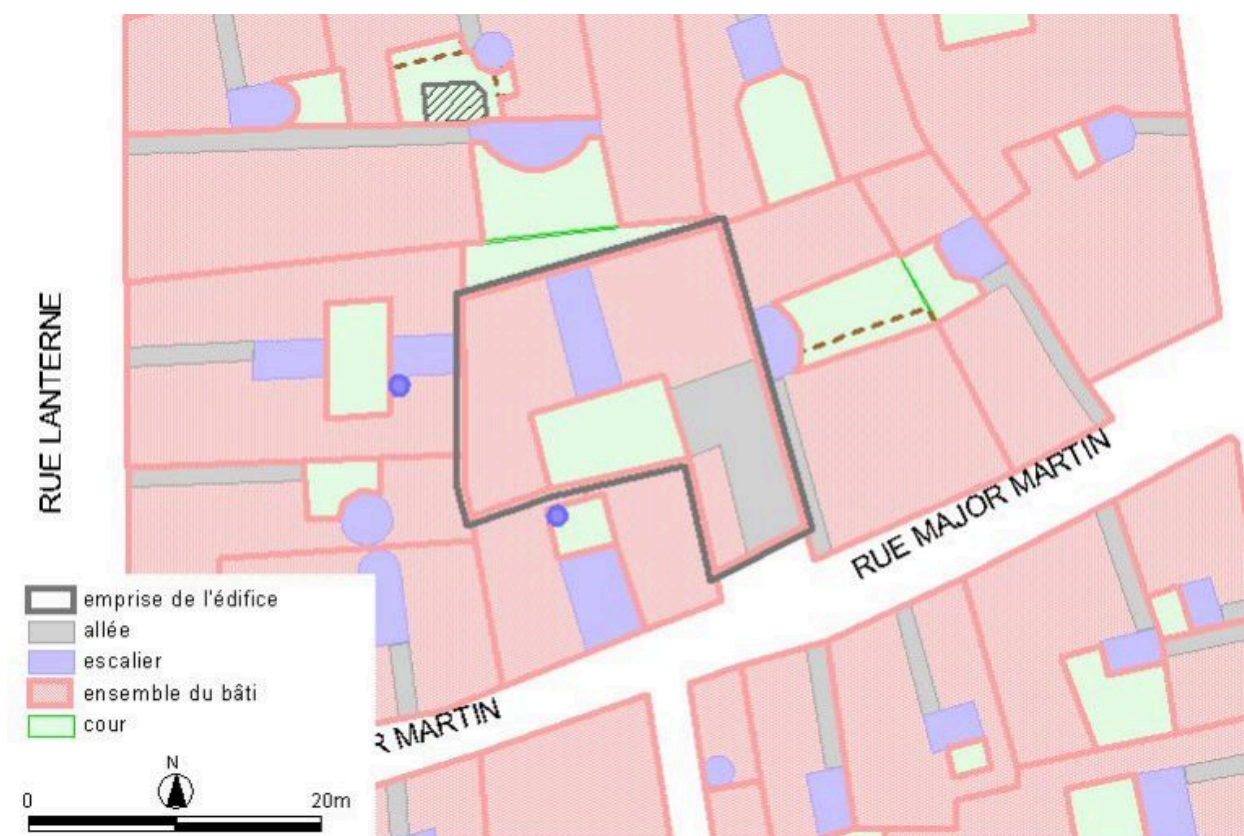 RUE LANTERNE
RUE MAJOR MARTIN
R MARTIN
emprise de l'édifice
allée
escalier
ensemble du bâti
cour
N
0 20m